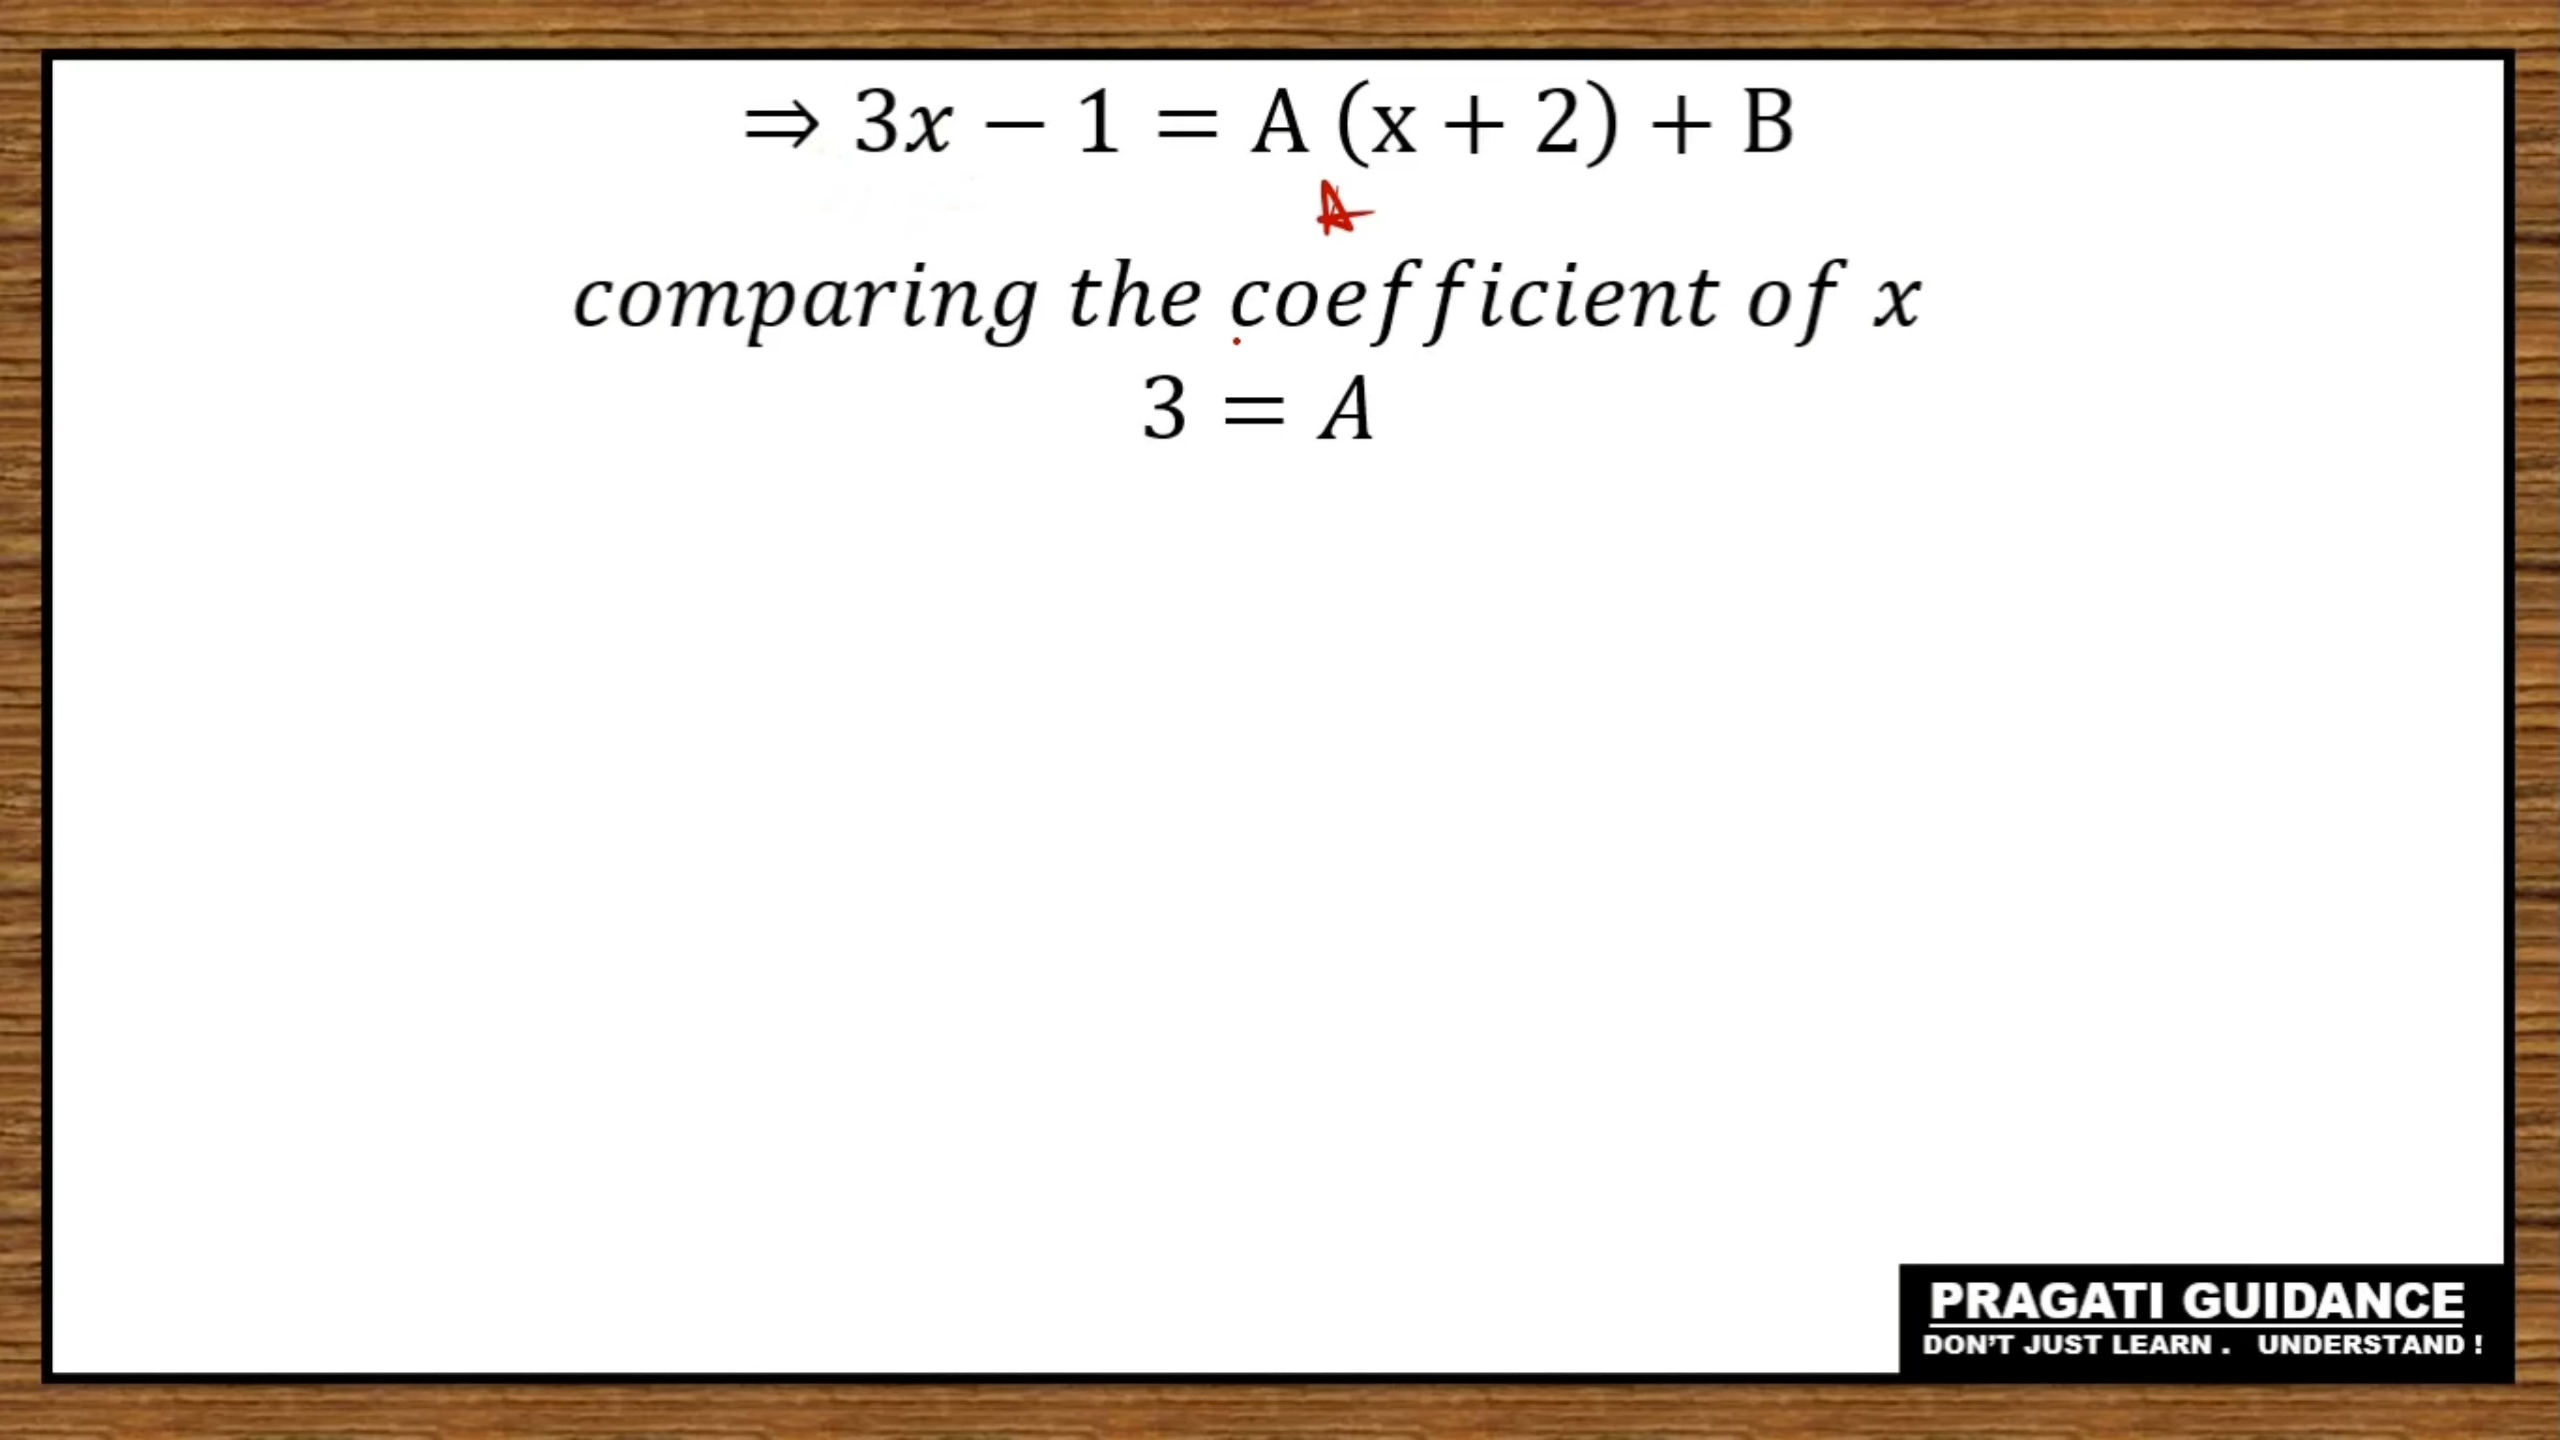 ⇒ 3x − 1 = A (x + 2) + B
A
comparing the coefficient of x
3 = A
PRAGATI GUIDANCE
DON'T JUST LEARN . UNDERSTAND !